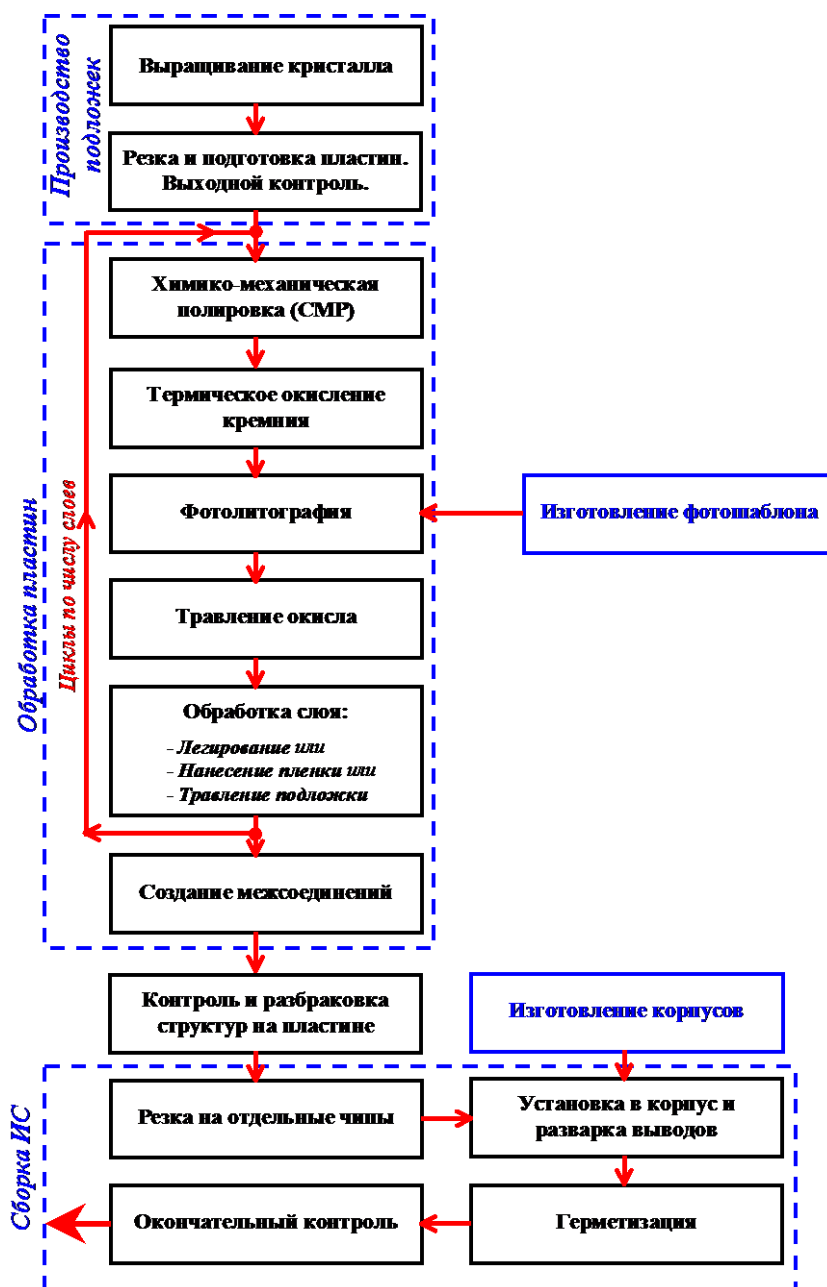 Производство
подложек
Выращивание кристалла
Резка и подготовка пластин.
Выходной контроль.
Обработка пластин
Циклы по числу слоев
Химико-механическая
полировка (CMP)
Термическое окисление
кремния
Фотолитография
Изготовление фотошаблона
Травление окисла
Обработка слоя:
- Легирование или
- Нанесение пленки или
- Травление подложки
Создание межсоединений
Контроль и разбраковка
структур на пластине
Изготовление корпусов
Сборка ИС
Резка на отдельные чипы
Установка в корпус и
разварка выводов
Окончательный контроль
Герметизация